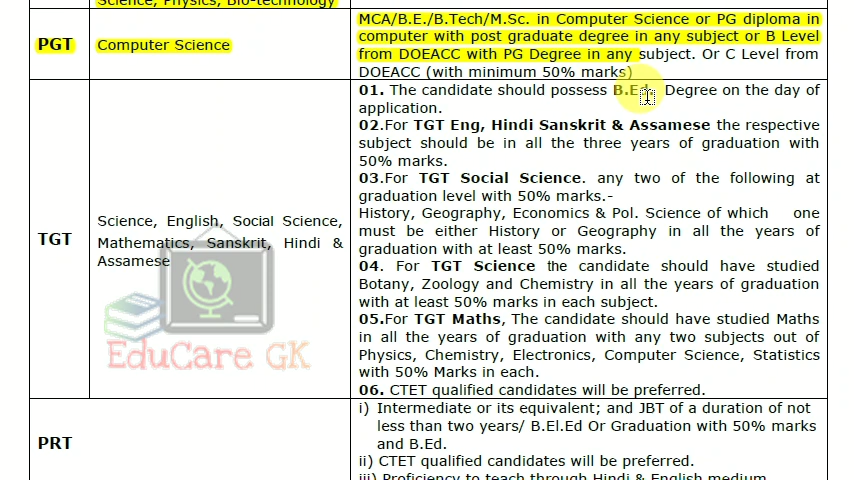 Science, Physics, Bio-technology
PGT
Computer Science
MCA/B.E./B.Tech/M.Sc. in Computer Science or PG diploma in
computer with post graduate degree in any subject or B Level
from DOEACC with PG Degree in any subject. Or C Level from
DOEACC (with minimum 50% marks)
TGT
Science, English, Social Science,
Mathematics, Sanskrit, Hindi &
Assamese
01. The candidate should possess B.Ed. Degree on the day of
application.
02.For TGT Eng, Hindi Sanskrit & Assamese the respective
subject should be in all the three years of graduation with
50% marks.
03.For TGT Social Science. any two of the following at
graduation level with 50% marks.-
History, Geography, Economics & Pol. Science of which one
must be either History or Geography in all the years of
graduation with at least 50% marks.
04. For TGT Science the candidate should have studied
Botany, Zoology and Chemistry in all the years of graduation
with at least 50% marks in each subject.
05.For TGT Maths, The candidate should have studied Maths
in all the years of graduation with any two subjects out of
Physics, Chemistry, Electronics, Computer Science, Statistics
with 50% Marks in each.
06. CTET qualified candidates will be preferred.
EduCare GK
PRT
i) Intermediate or its equivalent; and JBT of a duration of not
less than two years/ B.El.Ed Or Graduation with 50% marks
and B.Ed.
ii) CTET qualified candidates will be preferred.
iii) Proficiency to teach through Hindi & English medium